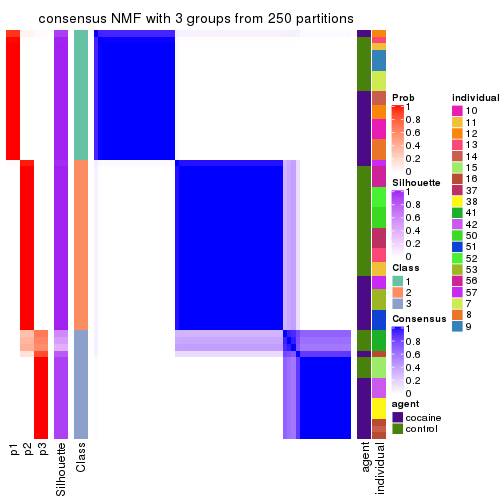 consensus NMF with 3 groups from 250 partitions
Prob
1
0.8
0.6
0.4
0.2
0
Silhouette
1
0.8
0.6
0.4
0.2
0
Class
1
2
3
Consensus
1
0.8
0.6
0.4
0.2
0
agent
cocaine
control
individual
10
11
12
13
14
15
16
37
38
41
42
50
51
52
53
56
57
7
8
9
p1
p2
p3
Silhouette
Class
agent
individual